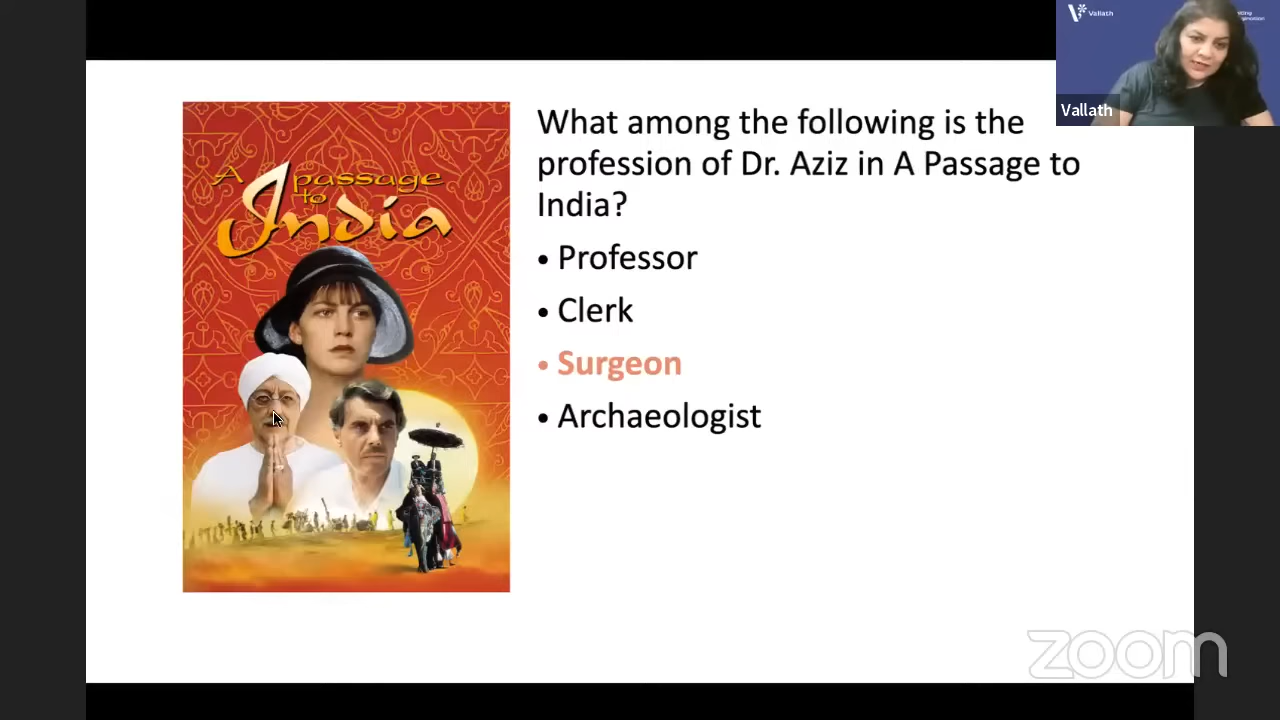 Vallath
Vallath
What among the following is the
profession of Dr. Aziz in A Passage to
India?
• Professor
• Clerk
• Surgeon
• Archaeologist
A passage
to
India
zoom